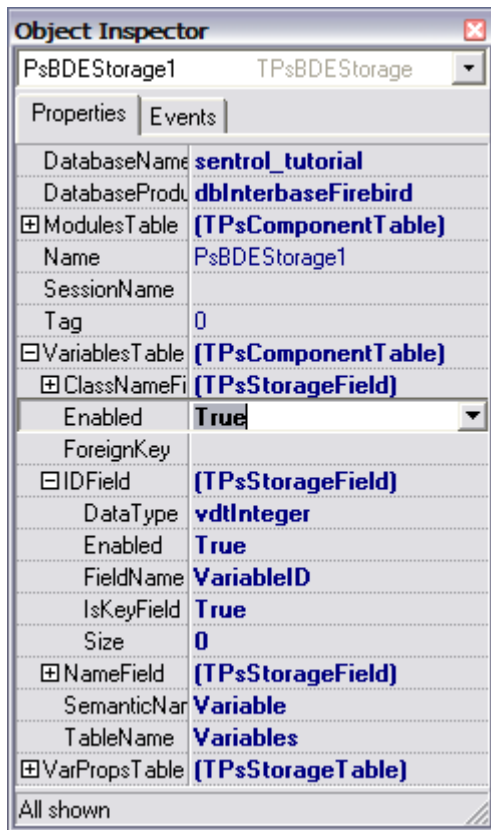 Object Inspector
PsBDEStorage1 TPsBDEStorage
Properties Events
DatabaseName sentrol_tutorial
DatabaseProdu dbInterbaseFirebird
ModulesTable (TPsComponentTable)
Name PsBDEStorage1
SessionName
Tag 0
VariablesTable (TPsComponentTable)
ClassNameFi (TPsStorageField)
Enabled True
ForeignKey
IDField (TPsStorageField)
DataType vdtInteger
Enabled True
FieldName VariableID
IsKeyField True
Size 0
NameField (TPsStorageField)
SemanticNar Variable
TableName Variables
VarPropsTable (TPsStorageTable)
All shown